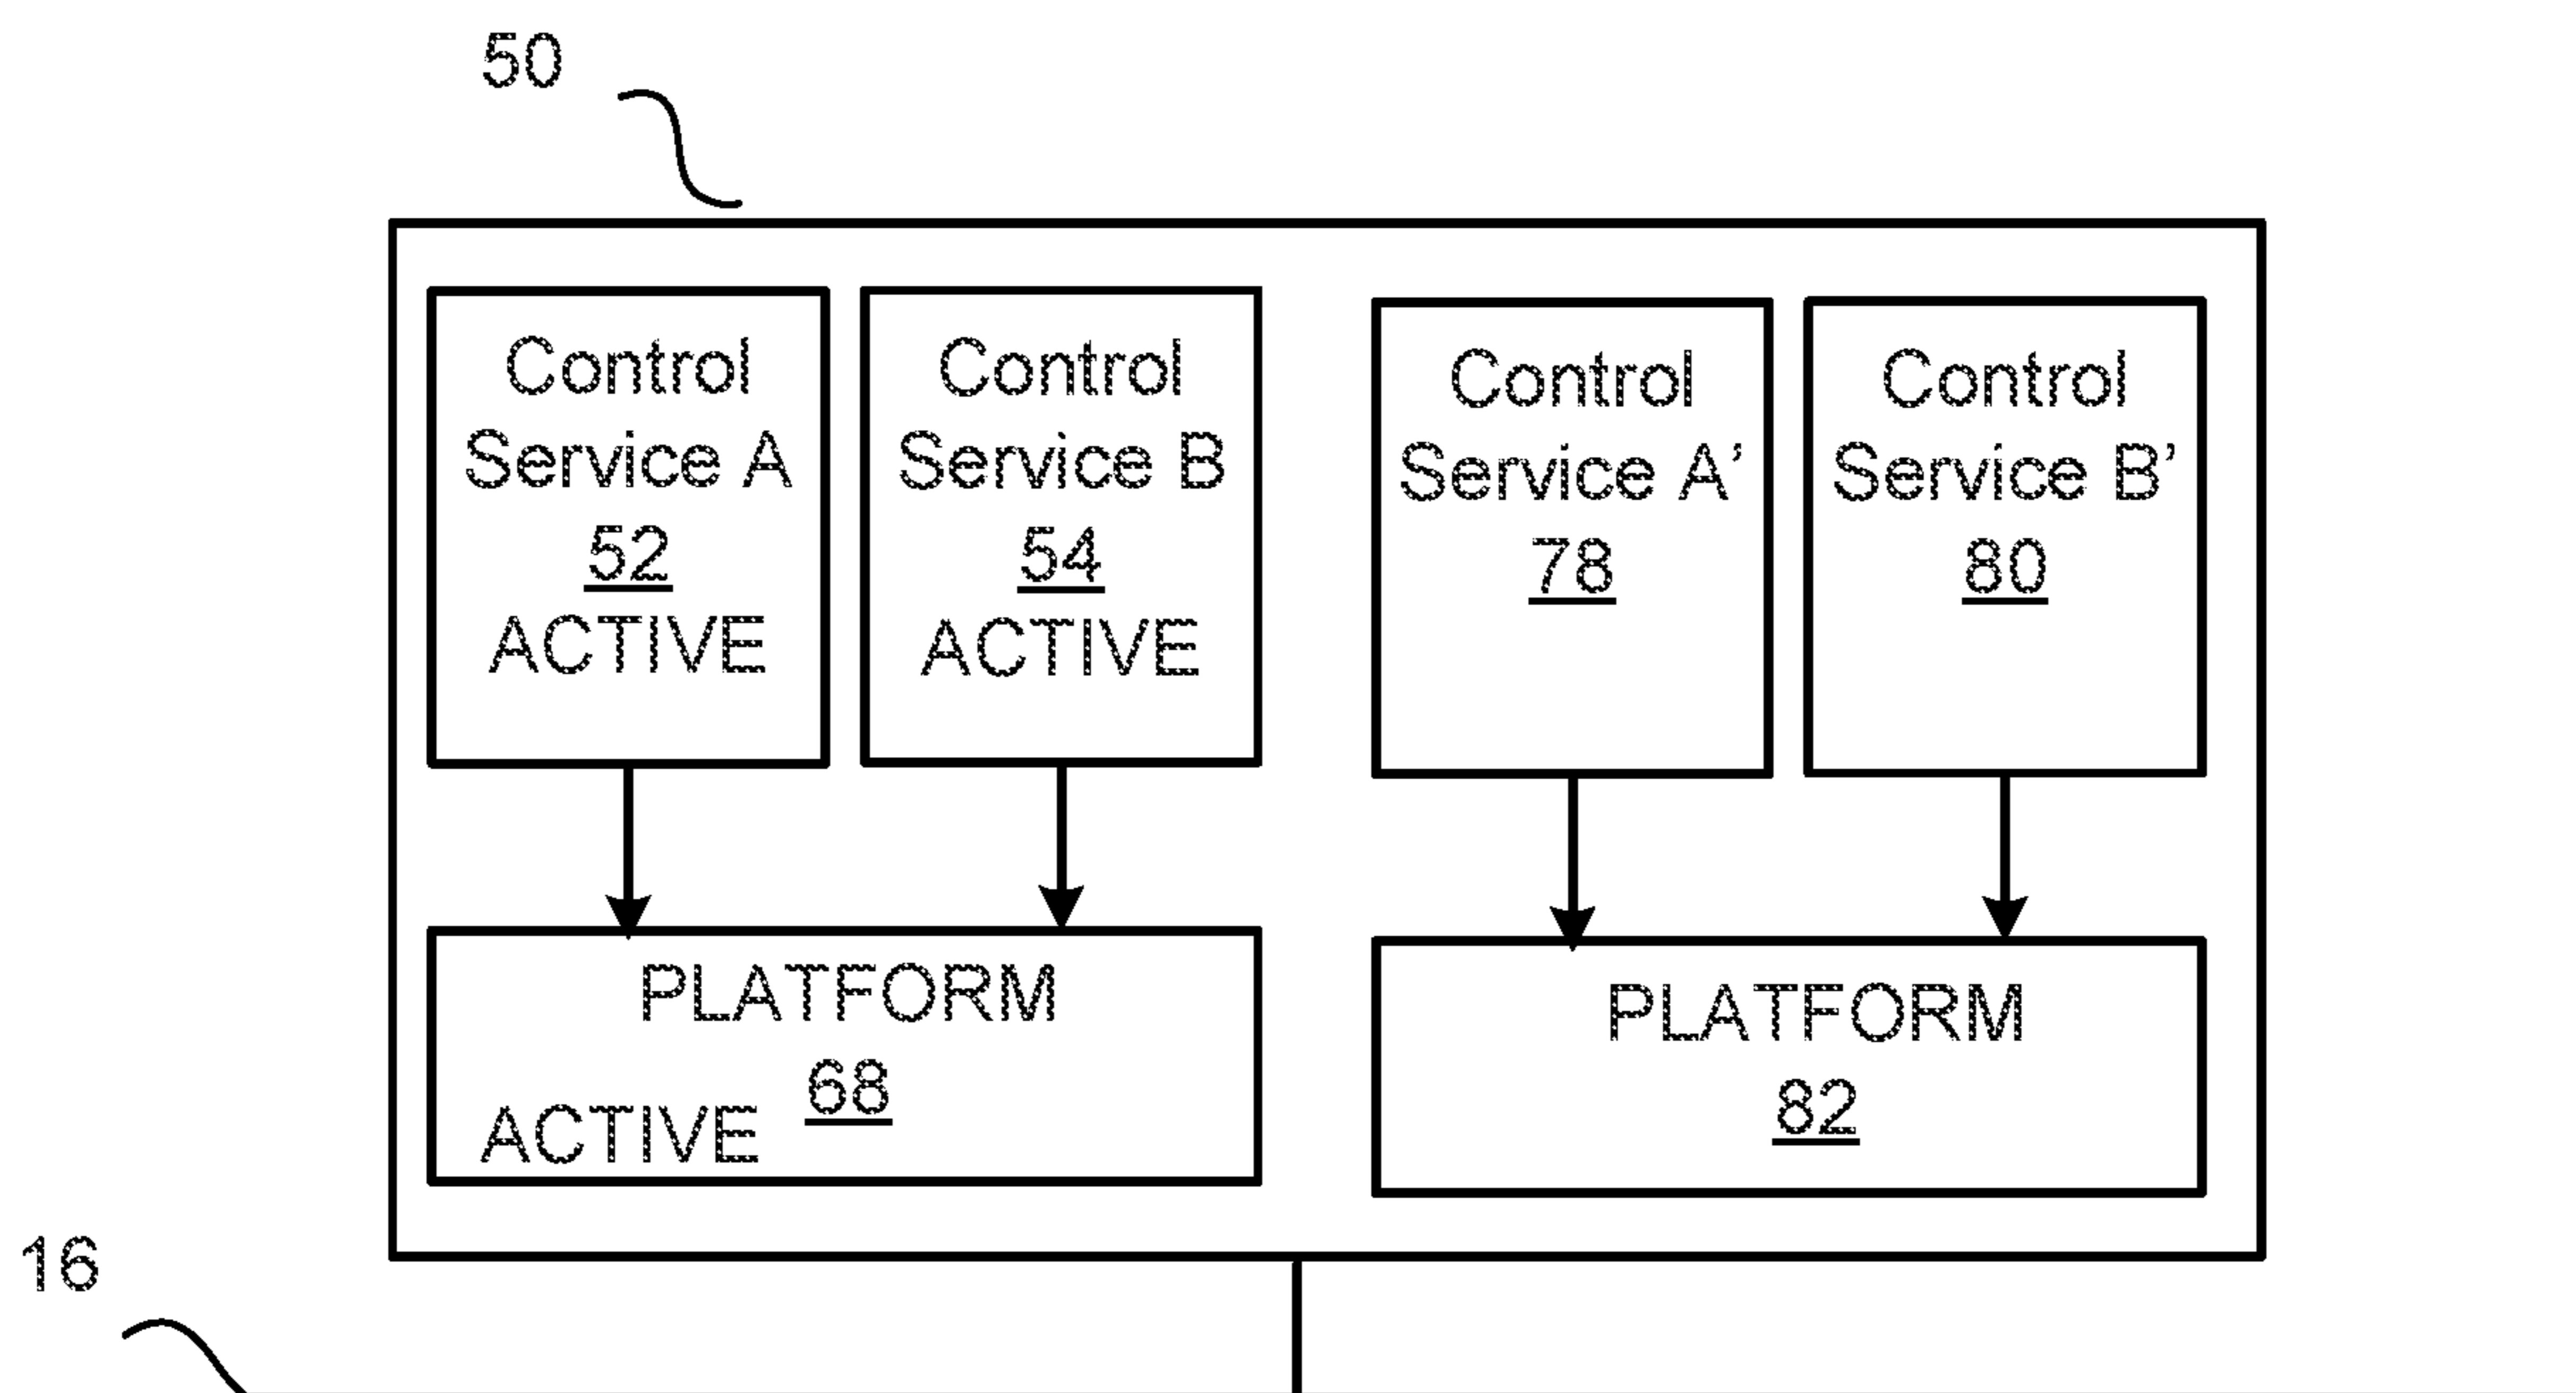 50
Control
Service A
52
ACTIVE
Control
Service B
54
ACTIVE
Control
Service A’
78
Control
Service B’
80
PLATFORM
68
ACTIVE
PLATFORM
82
16